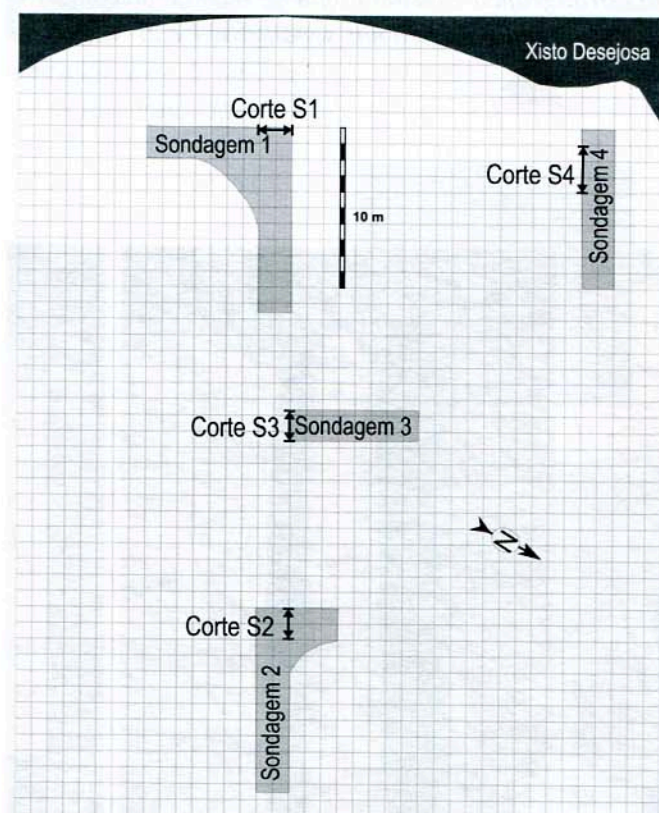 Xisto Desejosa
Corte S1
Sondagem 1
Corte S4
Sondagem 4
10 m
Corte S3
Sondagem 3
N
Corte S2
Sondagem 2